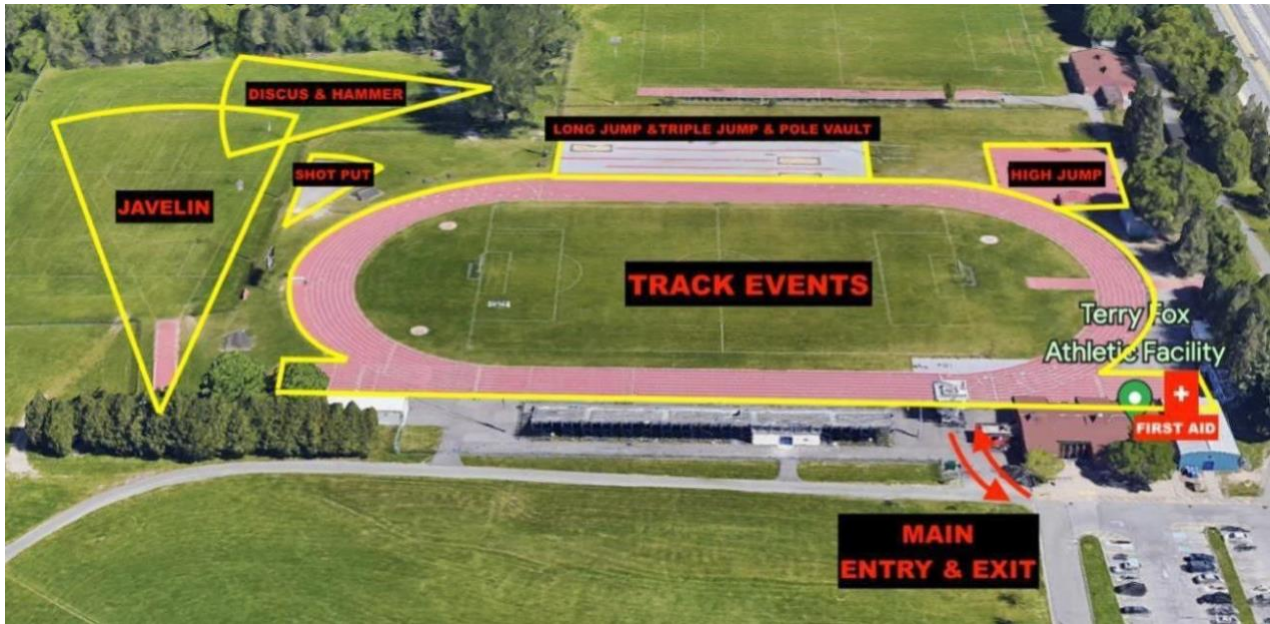 DISCUS & HAMMER
LONG JUMP &TRIPLE JUMP & POLE VAULT
SHOT PUT
HIGH JUMP
JAVELIN
TRACK EVENTS
Terry Fox
Athletic Facility
FIRST AID
MAIN
ENTRY & EXIT